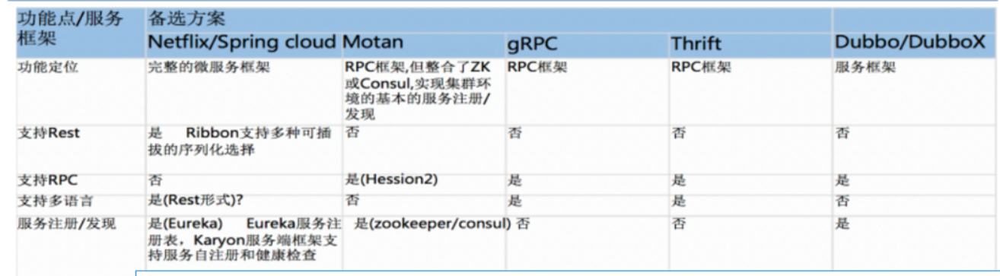 功能点/服务框架 备选方案
Netflix/Spring cloud Motan gRPC Thrift Dubbo/DubboX
功能定位 完整的微服务框架 RPC框架,但整合了ZK或Consul,实现集群环境的基本的服务注册/发现 RPC框架 RPC框架 服务框架
支持Rest 是 Ribbon支持多种可插拔的序列化选择 否 否 否 否
支持RPC 否 是(Hession2) 是 是 是
支持多语言 是(Rest形式)? 否 是 是 否
服务注册/发现 是(Eureka) Eureka服务注册表，Karyon服务端框架支持服务自注册和健康检查 是(zookeeper/consul) 否 否 是